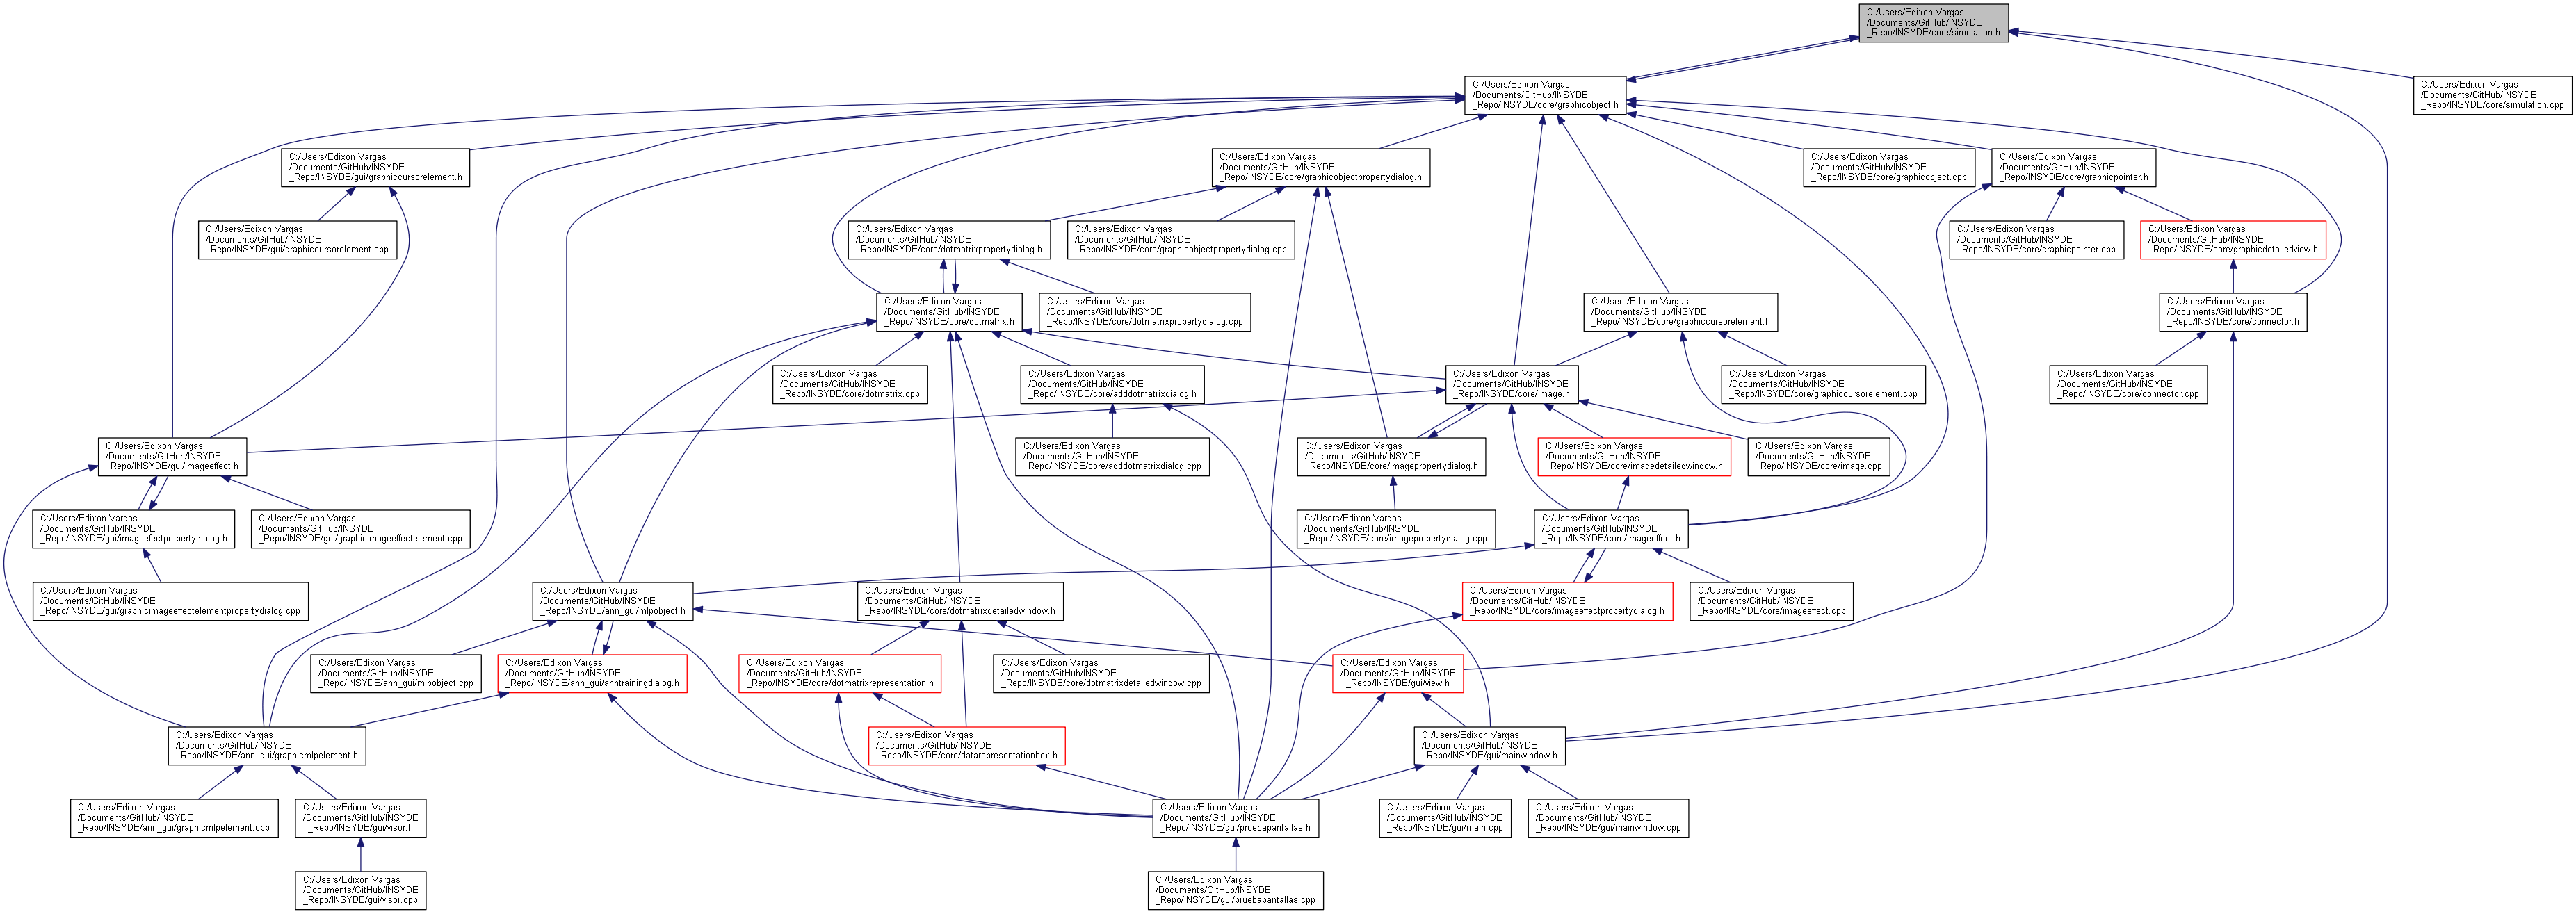 C:/Users/Edixon Vargas
/Documents/GitHub/INSYDE
_Repo/INSYDE/core/simulation.h
C:/Users/Edixon Vargas
/Documents/GitHub/INSYDE
_Repo/INSYDE/core/graphicobject.h
C:/Users/Edixon Vargas
/Documents/GitHub/INSYDE
_Repo/INSYDE/core/simulation.cpp
C:/Users/Edixon Vargas
/Documents/GitHub/INSYDE
_Repo/INSYDE/gui/graphiccursorelement.h
C:/Users/Edixon Vargas
/Documents/GitHub/INSYDE
_Repo/INSYDE/core/graphicobjectpropertydialog.h
C:/Users/Edixon Vargas
/Documents/GitHub/INSYDE
_Repo/INSYDE/core/graphicobject.cpp
C:/Users/Edixon Vargas
/Documents/GitHub/INSYDE
_Repo/INSYDE/core/graphicpointer.h
C:/Users/Edixon Vargas
/Documents/GitHub/INSYDE
_Repo/INSYDE/gui/graphiccursorelement.cpp
C:/Users/Edixon Vargas
/Documents/GitHub/INSYDE
_Repo/INSYDE/core/dotmatrixpropertydialog.h
C:/Users/Edixon Vargas
/Documents/GitHub/INSYDE
_Repo/INSYDE/core/graphicobjectpropertydialog.cpp
C:/Users/Edixon Vargas
/Documents/GitHub/INSYDE
_Repo/INSYDE/core/graphicpointer.cpp
C:/Users/Edixon Vargas
/Documents/GitHub/INSYDE
_Repo/INSYDE/core/graphicdetailedview.h
C:/Users/Edixon Vargas
/Documents/GitHub/INSYDE
_Repo/INSYDE/core/dotmatrix.h
C:/Users/Edixon Vargas
/Documents/GitHub/INSYDE
_Repo/INSYDE/core/dotmatrixpropertydialog.cpp
C:/Users/Edixon Vargas
/Documents/GitHub/INSYDE
_Repo/INSYDE/core/graphiccursorelement.h
C:/Users/Edixon Vargas
/Documents/GitHub/INSYDE
_Repo/INSYDE/core/connector.h
C:/Users/Edixon Vargas
/Documents/GitHub/INSYDE
_Repo/INSYDE/core/dotmatrix.cpp
C:/Users/Edixon Vargas
/Documents/GitHub/INSYDE
_Repo/INSYDE/core/adddotmatrixdialog.h
C:/Users/Edixon Vargas
/Documents/GitHub/INSYDE
_Repo/INSYDE/core/image.h
C:/Users/Edixon Vargas
/Documents/GitHub/INSYDE
_Repo/INSYDE/core/graphiccursorelement.cpp
C:/Users/Edixon Vargas
/Documents/GitHub/INSYDE
_Repo/INSYDE/core/connector.cpp
C:/Users/Edixon Vargas
/Documents/GitHub/INSYDE
_Repo/INSYDE/gui/imageeffect.h
C:/Users/Edixon Vargas
/Documents/GitHub/INSYDE
_Repo/INSYDE/core/adddotmatrixdialog.cpp
C:/Users/Edixon Vargas
/Documents/GitHub/INSYDE
_Repo/INSYDE/core/imagepropertydialog.h
C:/Users/Edixon Vargas
/Documents/GitHub/INSYDE
_Repo/INSYDE/core/imagedetailedwindow.h
C:/Users/Edixon Vargas
/Documents/GitHub/INSYDE
_Repo/INSYDE/core/image.cpp
C:/Users/Edixon Vargas
/Documents/GitHub/INSYDE
_Repo/INSYDE/gui/imageefectpropertydialog.h
C:/Users/Edixon Vargas
/Documents/GitHub/INSYDE
_Repo/INSYDE/gui/graphicimageeffectelement.cpp
C:/Users/Edixon Vargas
/Documents/GitHub/INSYDE
_Repo/INSYDE/core/imagepropertydialog.cpp
C:/Users/Edixon Vargas
/Documents/GitHub/INSYDE
_Repo/INSYDE/core/imageeffect.h
C:/Users/Edixon Vargas
/Documents/GitHub/INSYDE
_Repo/INSYDE/gui/graphicimageeffectelementpropertydialog.cpp
C:/Users/Edixon Vargas
/Documents/GitHub/INSYDE
_Repo/INSYDE/ann_gui/mlpobject.h
C:/Users/Edixon Vargas
/Documents/GitHub/INSYDE
_Repo/INSYDE/core/dotmatrixdetailedwindow.h
C:/Users/Edixon Vargas
/Documents/GitHub/INSYDE
_Repo/INSYDE/core/imageeffectpropertydialog.h
C:/Users/Edixon Vargas
/Documents/GitHub/INSYDE
_Repo/INSYDE/core/imageeffect.cpp
C:/Users/Edixon Vargas
/Documents/GitHub/INSYDE
_Repo/INSYDE/ann_gui/mlpobject.cpp
C:/Users/Edixon Vargas
/Documents/GitHub/INSYDE
_Repo/INSYDE/ann_gui/anntrainingdialog.h
C:/Users/Edixon Vargas
/Documents/GitHub/INSYDE
_Repo/INSYDE/core/dotmatrixrepresentation.h
C:/Users/Edixon Vargas
/Documents/GitHub/INSYDE
_Repo/INSYDE/core/dotmatrixdetailedwindow.cpp
C:/Users/Edixon Vargas
/Documents/GitHub/INSYDE
_Repo/INSYDE/gui/view.h
C:/Users/Edixon Vargas
/Documents/GitHub/INSYDE
_Repo/INSYDE/ann_gui/graphicmlpelement.h
C:/Users/Edixon Vargas
/Documents/GitHub/INSYDE
_Repo/INSYDE/core/datarepresentationbox.h
C:/Users/Edixon Vargas
/Documents/GitHub/INSYDE
_Repo/INSYDE/gui/mainwindow.h
C:/Users/Edixon Vargas
/Documents/GitHub/INSYDE
_Repo/INSYDE/ann_gui/graphicmlpelement.cpp
C:/Users/Edixon Vargas
/Documents/GitHub/INSYDE
_Repo/INSYDE/gui/visor.h
C:/Users/Edixon Vargas
/Documents/GitHub/INSYDE
_Repo/INSYDE/gui/pruebapantallas.h
C:/Users/Edixon Vargas
/Documents/GitHub/INSYDE
_Repo/INSYDE/gui/main.cpp
C:/Users/Edixon Vargas
/Documents/GitHub/INSYDE
_Repo/INSYDE/gui/mainwindow.cpp
C:/Users/Edixon Vargas
/Documents/GitHub/INSYDE
_Repo/INSYDE/gui/visor.cpp
C:/Users/Edixon Vargas
/Documents/GitHub/INSYDE
_Repo/INSYDE/gui/pruebapantallas.cpp